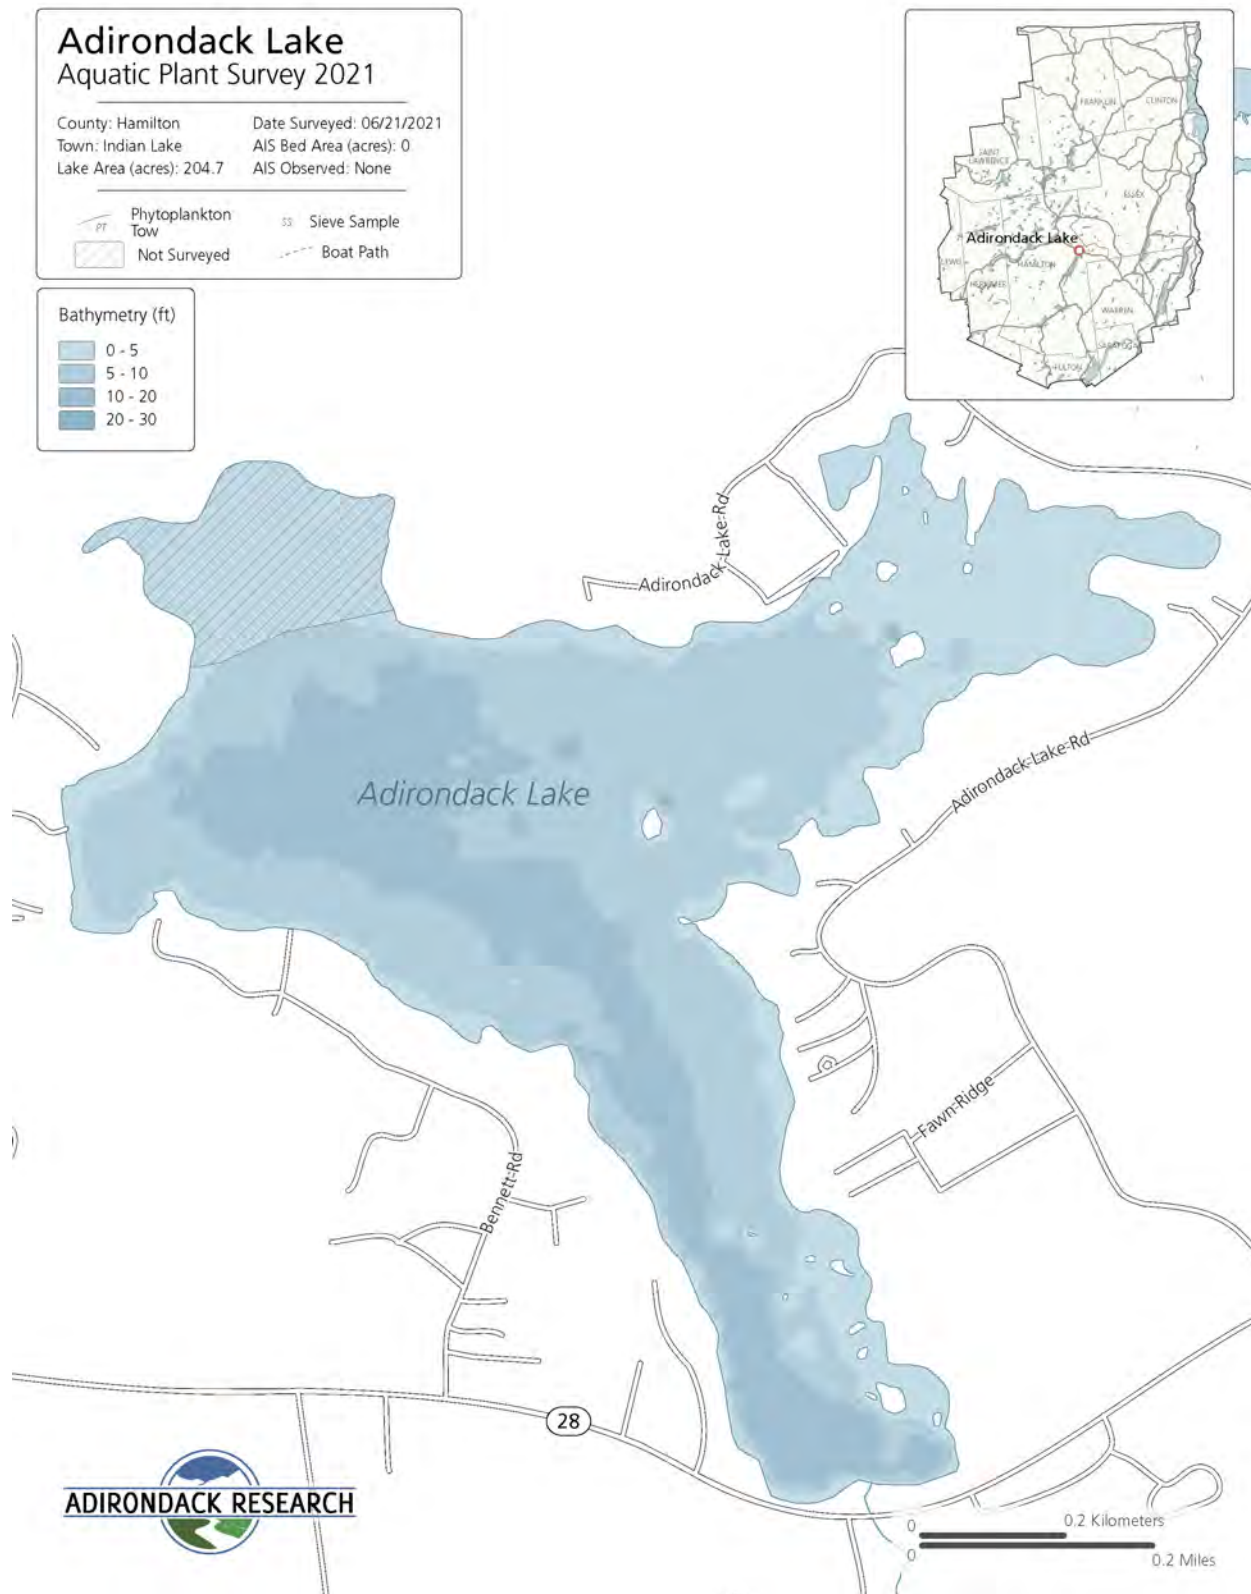 Adirondack Lake
Aquatic Plant Survey 2021
County: Hamilton
Date Surveyed: 06/21/2021
Town: Indian Lake
AIS Bed Area (acres): 0
Lake Area (acres): 204.7
AIS Observed: None
PT
Phytoplankton
Tow
SS
Sieve Sample
Not Surveyed
Boat Path
Bathymetry (ft)
0 - 5
5 - 10
10 - 20
20 - 30
FRANKLIN
CLINTON
SAINT
LAWRENCE
ESSEX
Adirondack Lake
LEWIS
HAMILTON
HERKIMER
WARREN
SARATOGA
FULTON
Adirondack-Lake-Rd
Adirondack-Lake-Rd
Adirondack Lake
Adirondack-Lake-Rd
Fawn-Ridge
Bennett-Rd
28
ADIRONDACK RESEARCH
0
0.2 Kilometers
0
0.2 Miles